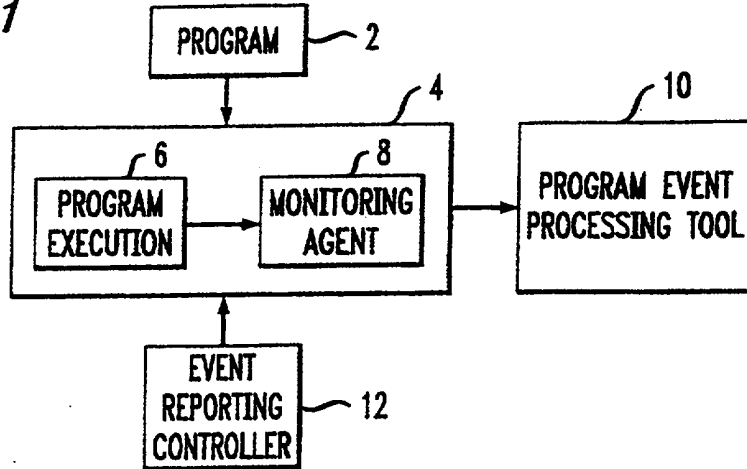 1
PROGRAM
2
4
10
6
8
PROGRAM
EXECUTION
MONITORING
AGENT
PROGRAM EVENT
PROCESSING TOOL
EVENT
REPORTING
CONTROLLER
12